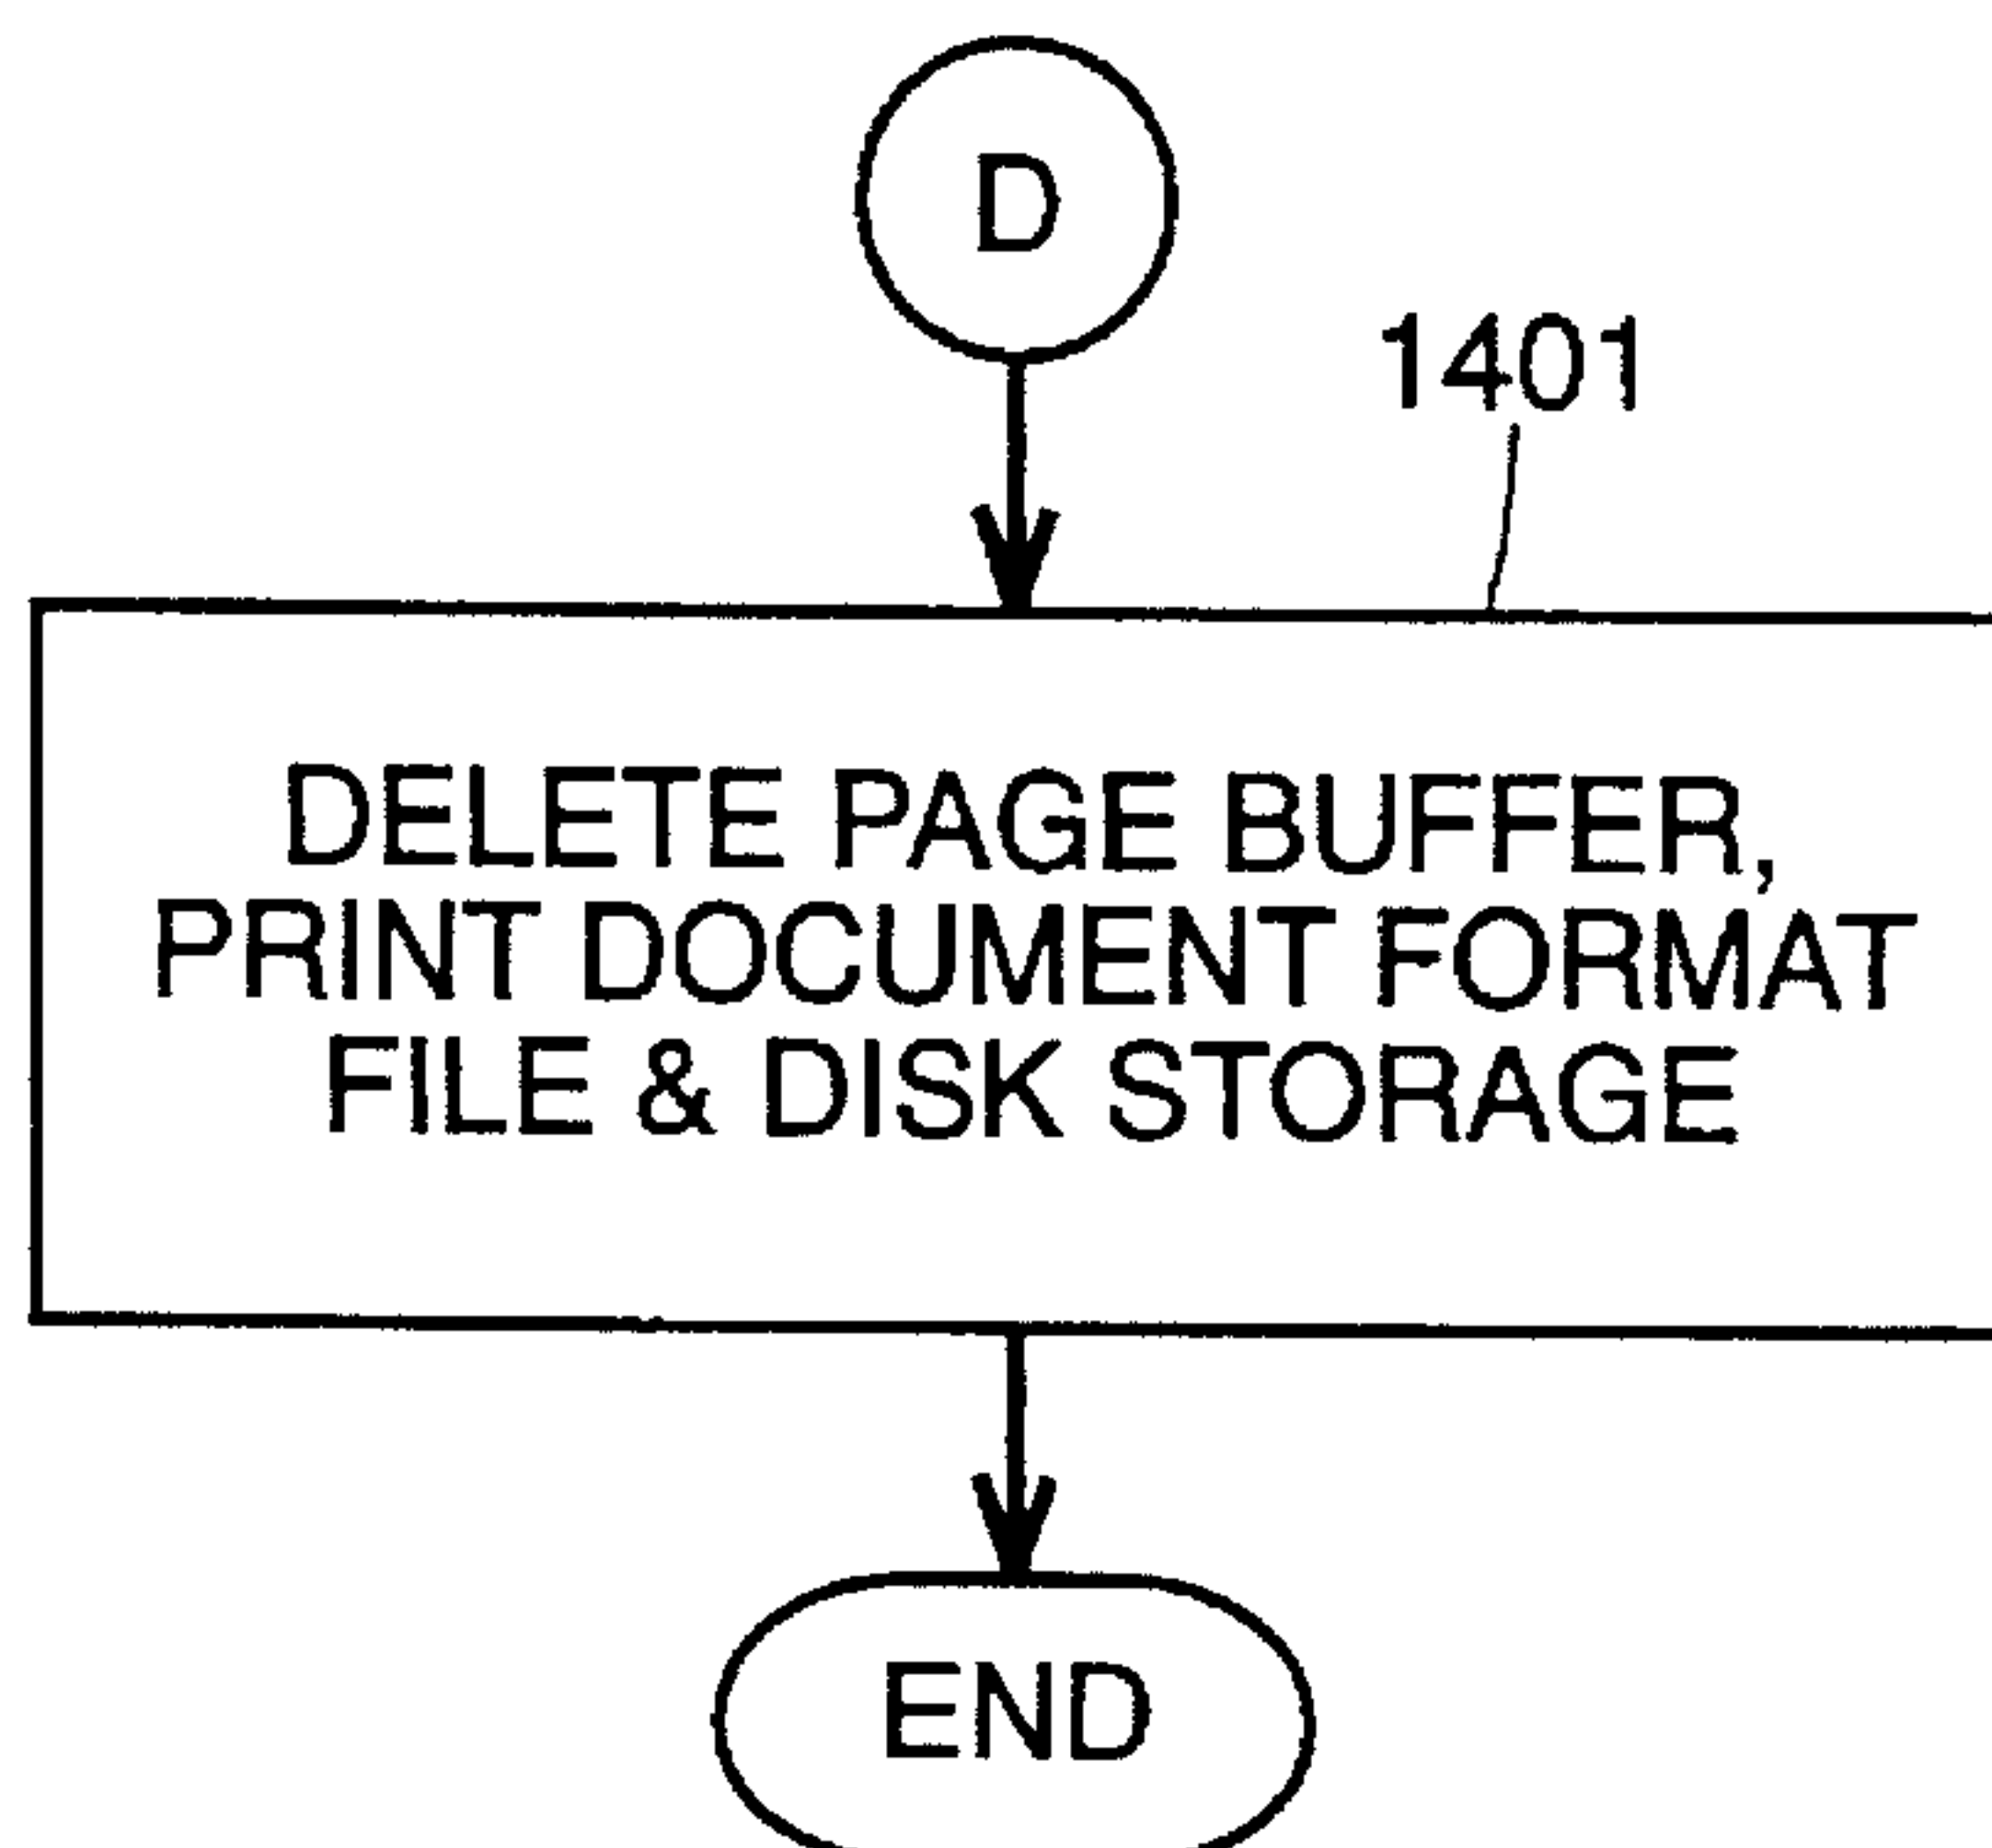 D
1401
DELETE PAGE BUFFER,
PRINT DOCUMENT FORMAT
FILE & DISK STORAGE
END